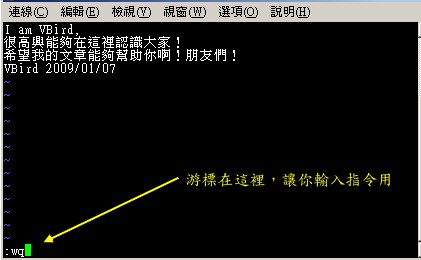 連線(C) 編輯(E) 檢視(V) 視窗(W) 選項(O) 說明(H)
I am VBird.
很高興能夠在這裡認識大家！
希望我的文章能夠幫助你啊！朋友們！
VBird 2009/01/07
~
~
~
~
~
~
~
~
~
游標在這裡，讓你輸入指令用
:wq